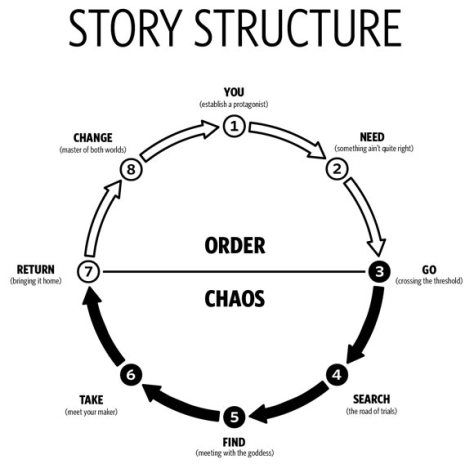 STORY STRUCTURE
YOU
(establish a protagonist)
1
NEED
(something ain't quite right)
2
GO
(crossing the threshold)
3
SEARCH
(the road of trials)
4
FIND
(meeting with the goddess)
5
TAKE
(meet your maker)
6
RETURN
(bringing it home)
7
CHANGE
(master of both worlds)
8
ORDER
CHAOS